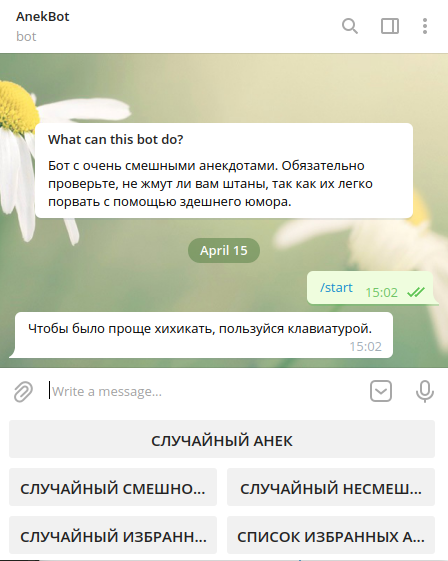 AnekBot
bot
What can this bot do?
Бот с очень смешными анекдотами. Обязательно
проверьте, не жмут ли вам штаны, так как их легко
порвать с помощью здешнего юмора.
April 15
/start 15:02
Чтобы было проще хихикать, пользуйся клавиатурой.
15:02
Write a message...
СЛУЧАЙНЫЙ АНЕК
СЛУЧАЙНЫЙ СМЕШНО... СЛУЧАЙНЫЙ НЕСМЕШ...
СЛУЧАЙНЫЙ ИЗБРАНН... СПИСОК ИЗБРАННЫХ А...